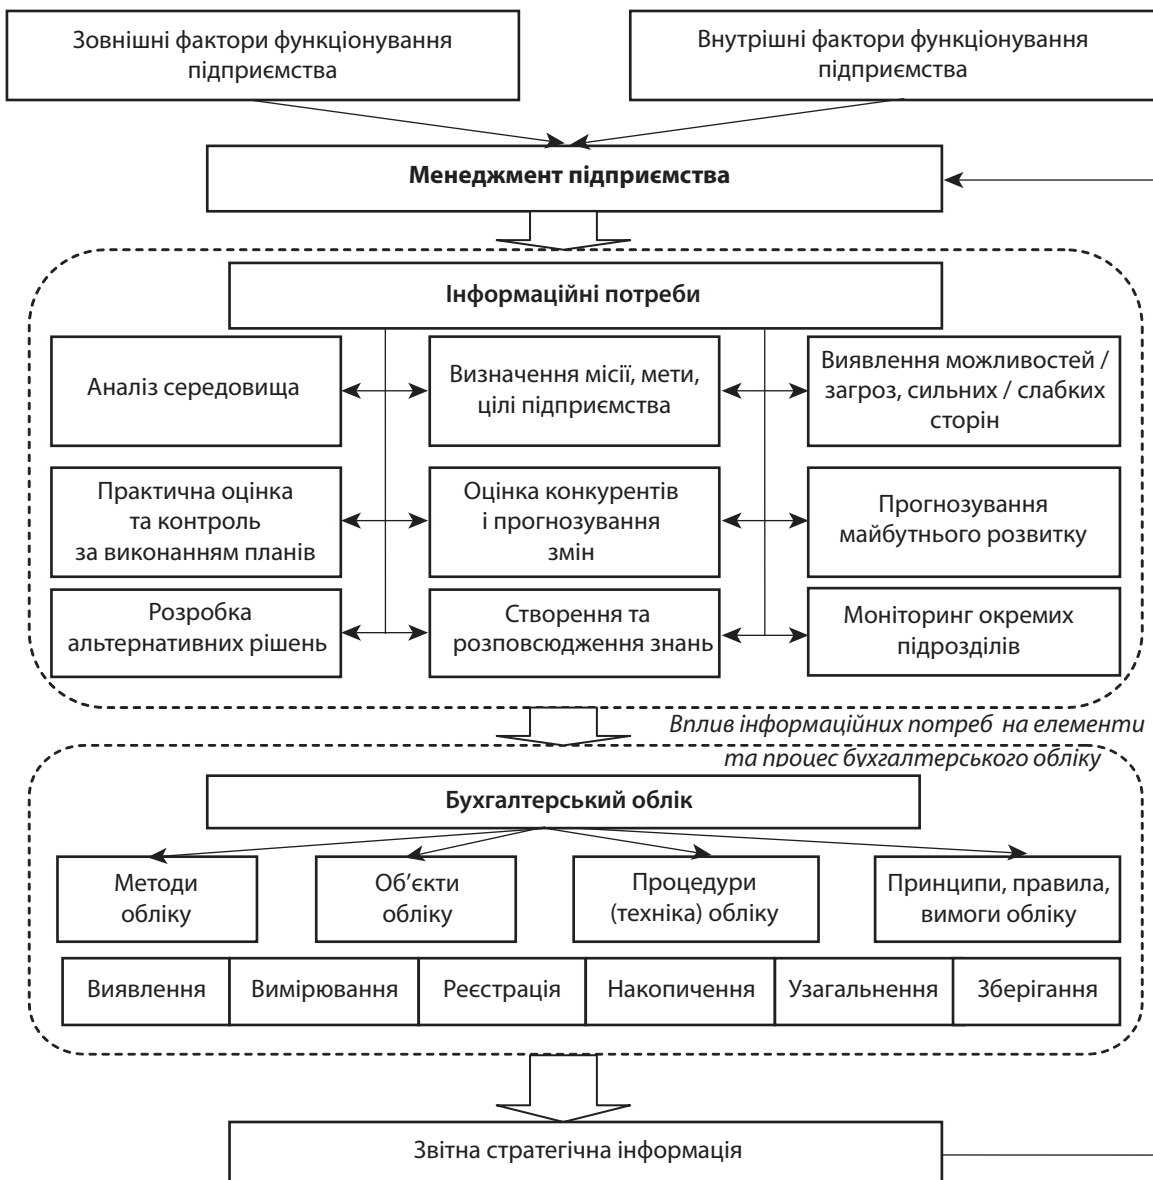 Зовнішні фактори функціонування
підприємства
Внутрішні фактори функціонування
підприємства
Менеджмент підприємства
Інформаційні потреби
Аналіз середовища
Визначення місії, мети,
цілі підприємства
Виявлення можливостей /
загроз, сильних / слабких
сторін
Практична оцінка
та контроль
за виконанням планів
Оцінка конкурентів
і прогнозування
змін
Прогнозування
майбутнього розвитку
Розробка
альтернативних рішень
Створення та
розповсюдження знань
Моніторинг окремих
підрозділів
Вплив інформаційних потреб на елементи
та процес бухгалтерського обліку
Бухгалтерський облік
Методи
обліку
Об’єкти
обліку
Процедури
(техніка) обліку
Принципи, правила,
вимоги обліку
Виявлення
Вимірювання
Реєстрація
Накопичення
Узагальнення
Зберігання
Звітна стратегічна інформація